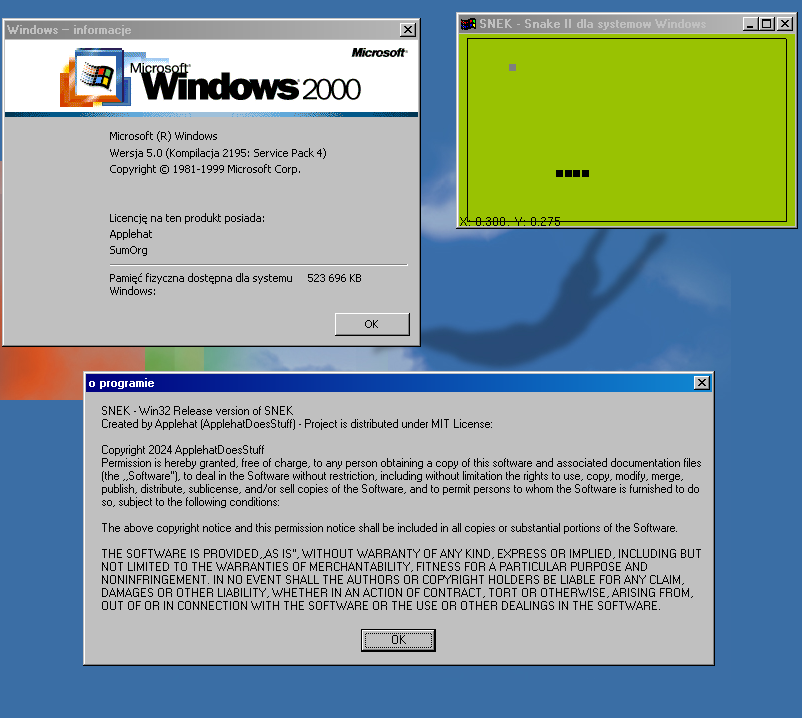 Windows – informacje
Microsoft®
Microsoft®
Windows® 2000
Microsoft (R) Windows
Wersja 5.0 (Kompilacja 2195: Service Pack 4)
Copyright © 1981-1999 Microsoft Corp.
Licencję na ten produkt posiada:
Applehat
SumOrg
Pamięć fizyczna dostępna dla systemu Windows: 523 696 KB
OK
SNEK - Snake II dla systemow Windows
X: 0.300, Y: 0.275
o programie
SNEK - Win32 Release version of SNEK
Created by Applehat (ApplehatDoesStuff) - Project is distributed under MIT License:
Copyright 2024 ApplehatDoesStuff
Permission is hereby granted, free of charge, to any person obtaining a copy of this software and associated documentation files
(the ,,Software"), to deal in the Software without restriction, including without limitation the rights to use, copy, modify, merge,
publish, distribute, sublicense, and/or sell copies of the Software, and to permit persons to whom the Software is furnished to do
so, subject to the following conditions:
The above copyright notice and this permission notice shall be included in all copies or substantial portions of the Software.
THE SOFTWARE IS PROVIDED,,AS IS", WITHOUT WARRANTY OF ANY KIND, EXPRESS OR IMPLIED, INCLUDING BUT
NOT LIMITED TO THE WARRANTIES OF MERCHANTABILITY, FITNESS FOR A PARTICULAR PURPOSE AND
NONINFRINGEMENT. IN NO EVENT SHALL THE AUTHORS OR COPYRIGHT HOLDERS BE LIABLE FOR ANY CLAIM,
DAMAGES OR OTHER LIABILITY, WHETHER IN AN ACTION OF CONTRACT, TORT OR OTHERWISE, ARISING FROM,
OUT OF OR IN CONNECTION WITH THE SOFTWARE OR THE USE OR OTHER DEALINGS IN THE SOFTWARE.
OK